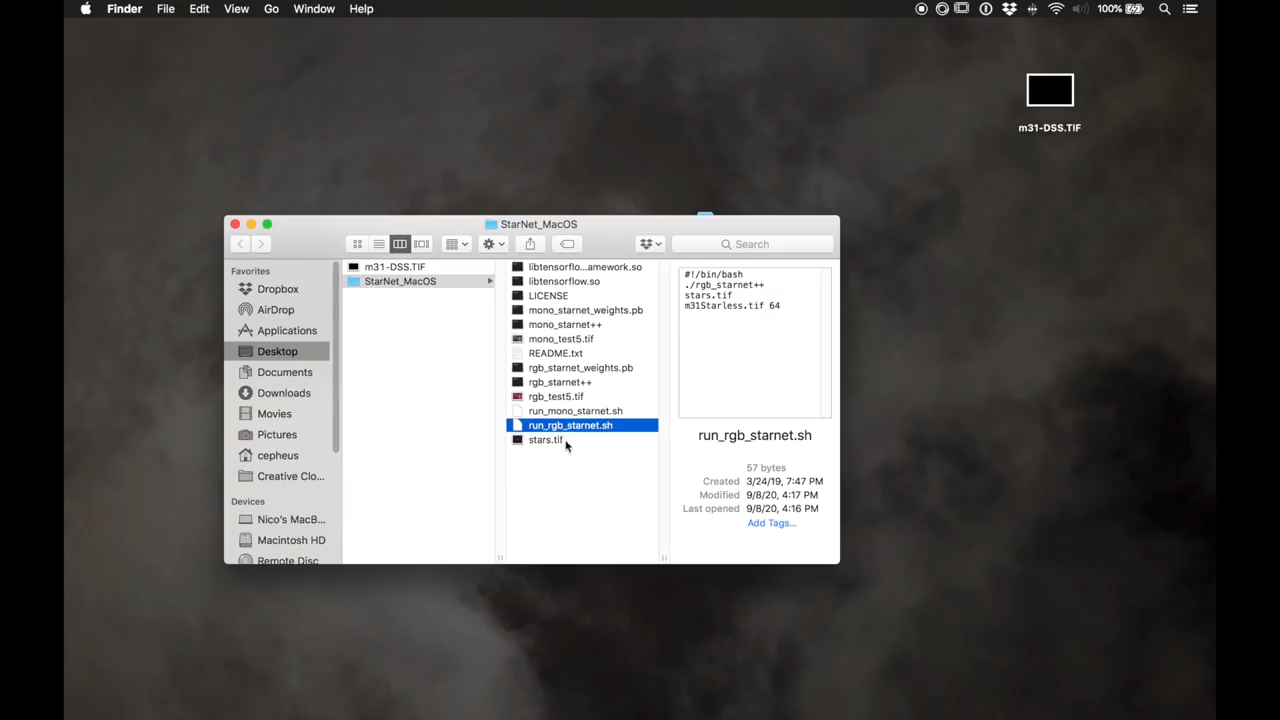 Finder File Edit View Go Window Help 100%
m31-DSS.TIF
StarNet_MacOS
Search
Favorites
Dropbox
AirDrop
Applications
Desktop
Documents
Downloads
Movies
Pictures
cepheus
Creative Clo...
Devices
Nico's MacB...
Macintosh HD
Remote Disc
m31-DSS.TIF
StarNet_MacOS
libtensorflo...amework.so
libtensorflow.so
LICENSE
mono_starnet_weights.pb
mono_starnet++
mono_test5.tif
README.txt
rgb_starnet_weights.pb
rgb_starnet++
rgb_test5.tif
run_mono_starnet.sh
run_rgb_starnet.sh
stars.tif
#!/bin/bash
./rgb_starnet++
stars.tif
m31Starless.tif 64
run_rgb_starnet.sh
57 bytes
Created 3/24/19, 7:47 PM
Modified 9/8/20, 4:17 PM
Last opened 9/8/20, 4:16 PM
Add Tags...